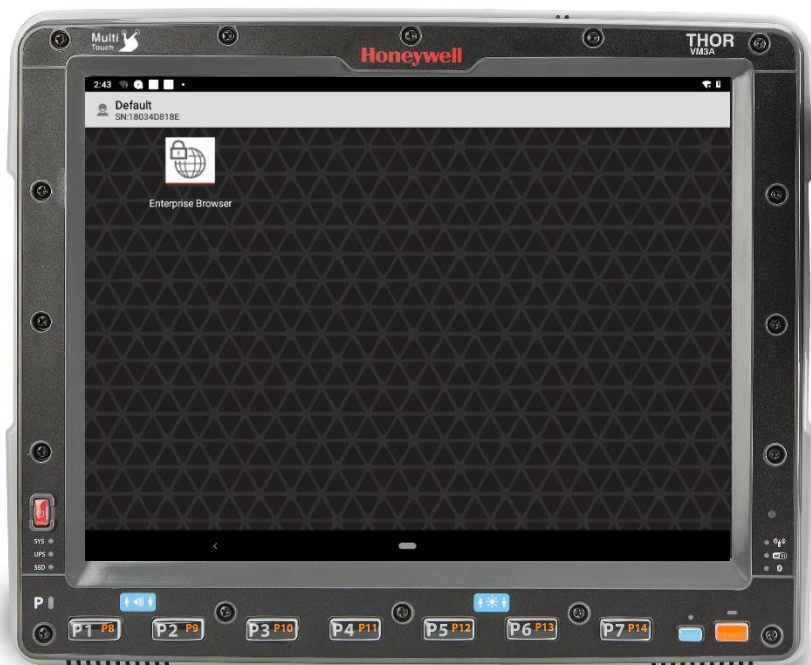 Multi
Touch
Honeywell
THOR
VM3A
2:43
Default
SN:18034D818E
Enterprise Browser
SYS
UPS
SSD
P
P1 P8
P2 P9
P3 P10
P4 P11
P5 P12
P6 P13
P7 P14